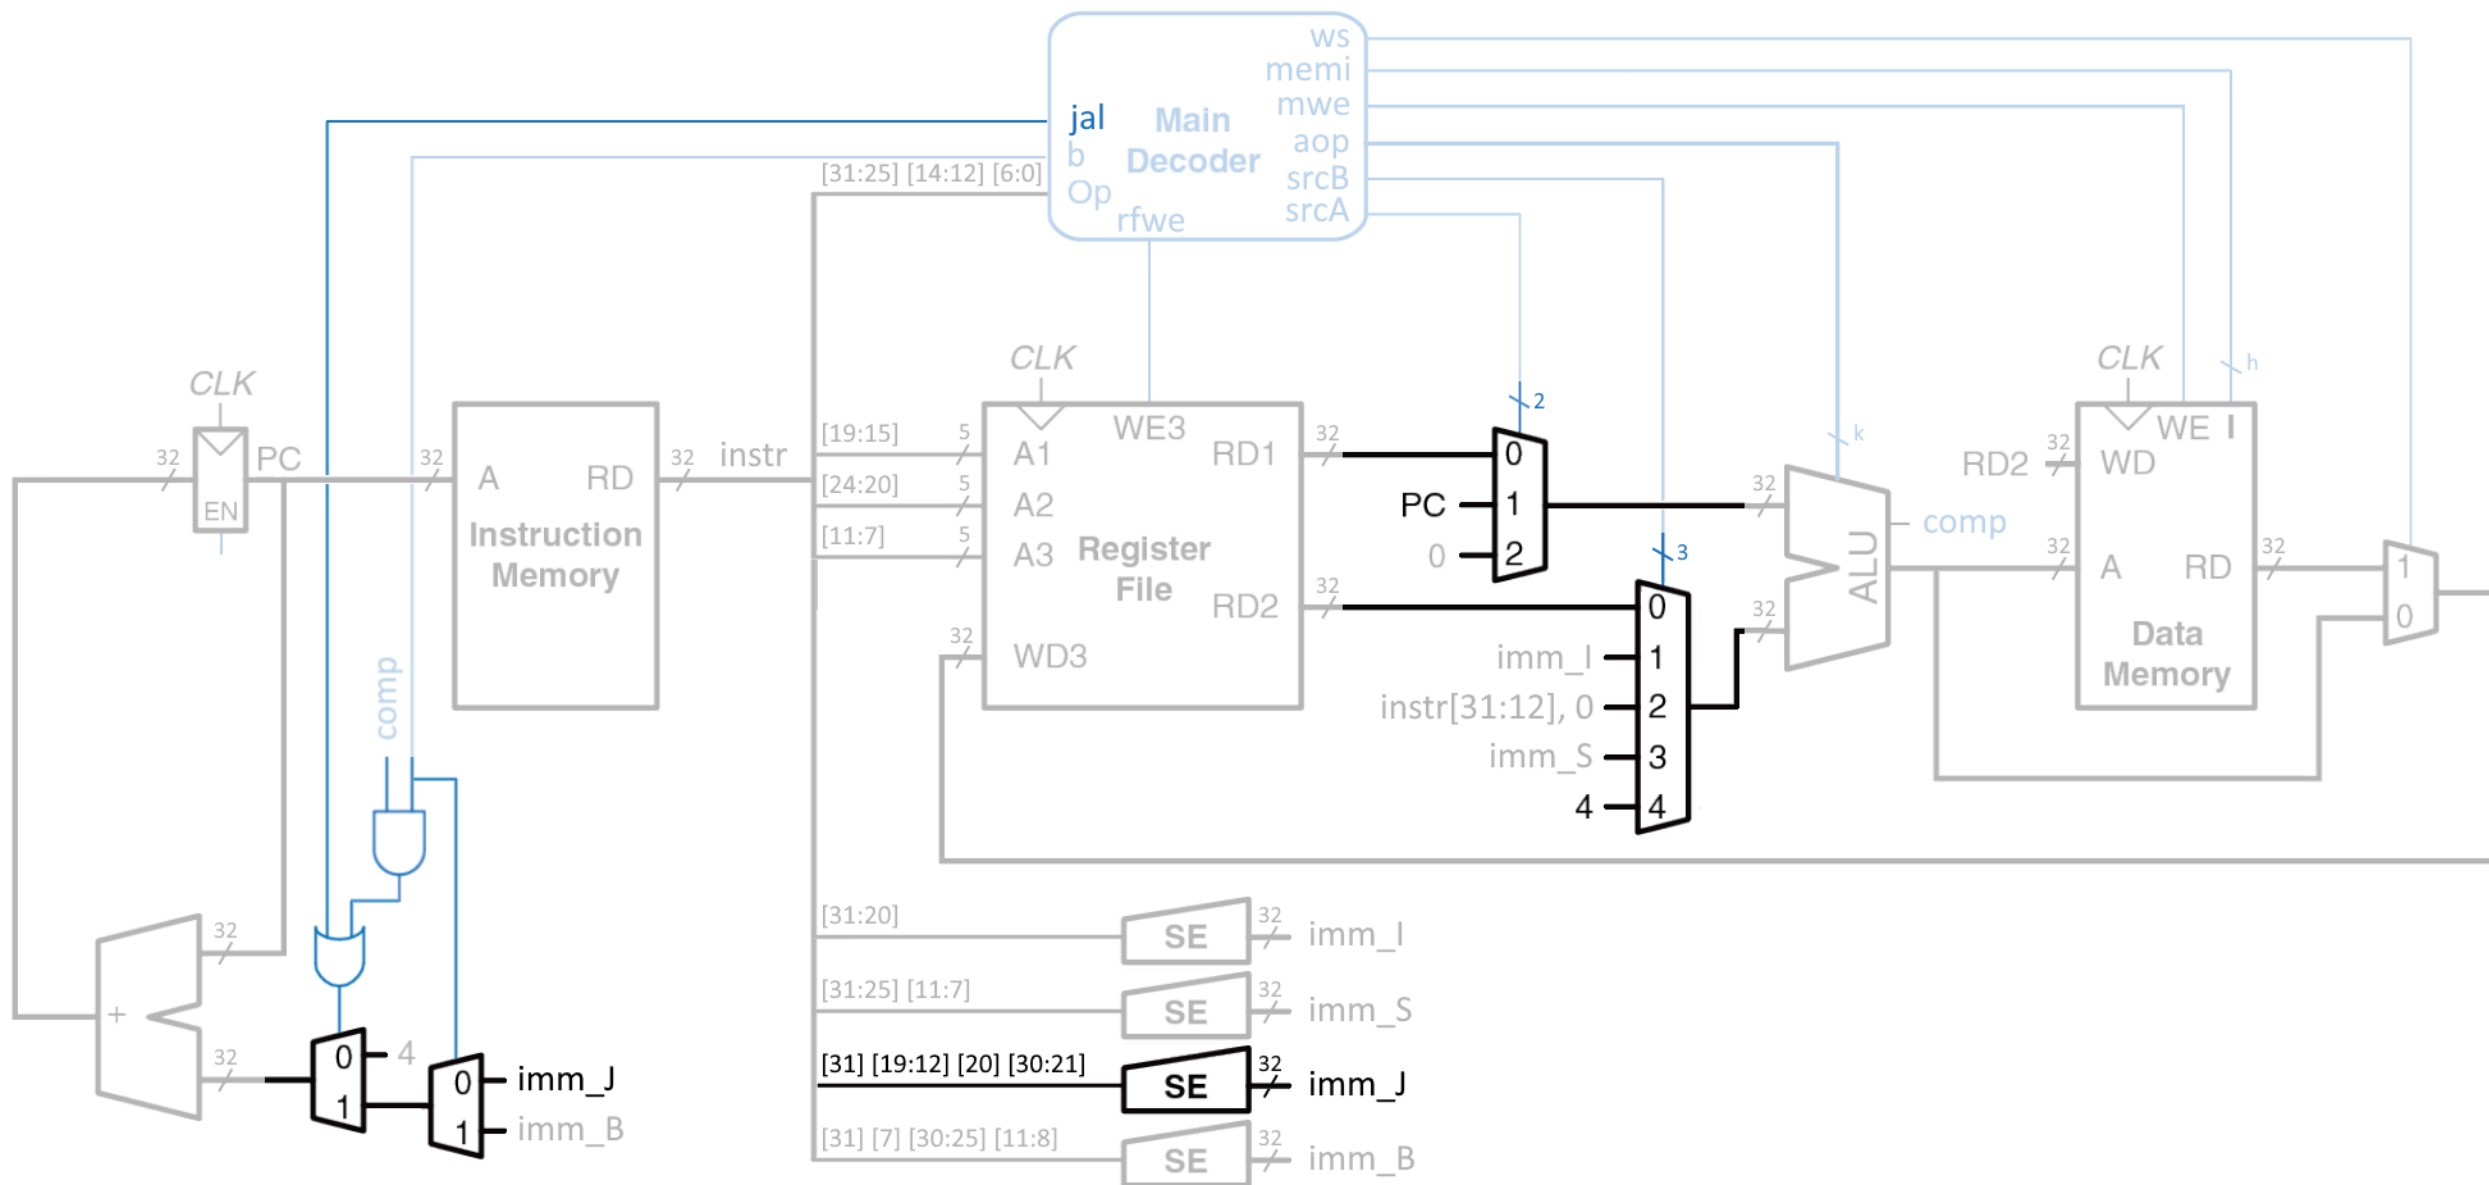 ws
memi
mwe
jal
Main
aop
b
Decoder
srcB
[31:25] [14:12] [6:0]
Op
rfwe
srcA
CLK
CLK
CLK
h
2
32
PC
32
A
RD
Instruction
Memory
EN
32
instr
[19:15]
5
A1
WE3
RD1
32
0
k
WE I
[24:20]
5
A2
PC
1
32
RD2
32
WD
[11:7]
5
A3
Register
File
0
2
3
comp
ALU
32
A
RD
32
1
0
RD2
32
0
32
Data
Memory
32
WD3
imm_I
1
instr[31:12], 0
2
imm_S
3
4
4
comp
[31:20]
SE
32
imm_I
32
+
[31:25] [11:7]
SE
32
imm_S
32
0
4
1
0
imm_J
1
imm_B
[31] [19:12] [20] [30:21]
SE
32
imm_J
[31] [7] [30:25] [11:8]
SE
32
imm_B